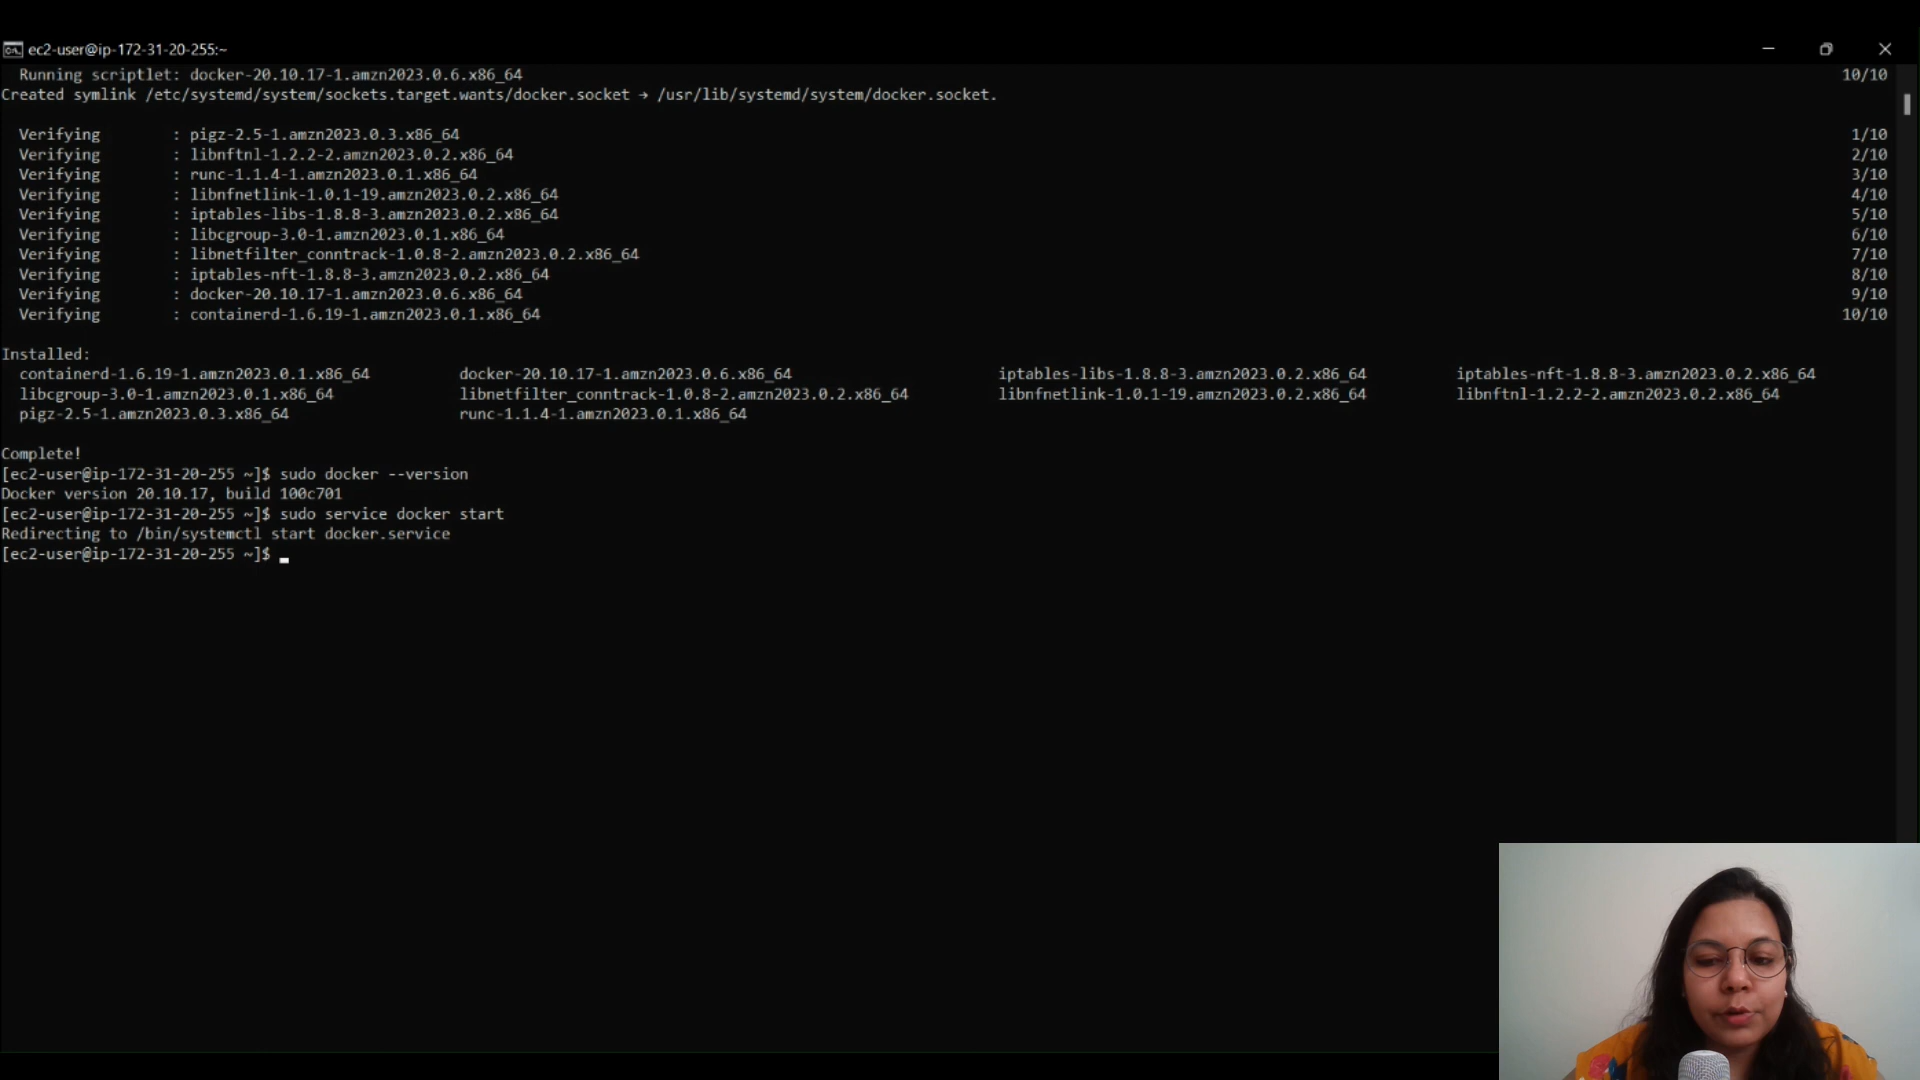 ec2-user@ip-172-31-20-255:~
Running scriptlet: docker-20.10.17-1.amzn2023.0.6.x86_64 10/10
Created symlink /etc/systemd/system/sockets.target.wants/docker.socket → /usr/lib/systemd/system/docker.socket.
Verifying : pigz-2.5-1.amzn2023.0.3.x86_64 1/10
Verifying : libnftnl-1.2.2-2.amzn2023.0.2.x86_64 2/10
Verifying : runc-1.1.4-1.amzn2023.0.1.x86_64 3/10
Verifying : libnfnetlink-1.0.1-19.amzn2023.0.2.x86_64 4/10
Verifying : iptables-libs-1.8.8-3.amzn2023.0.2.x86_64 5/10
Verifying : libcgroup-3.0-1.amzn2023.0.1.x86_64 6/10
Verifying : libnetfilter_conntrack-1.0.8-2.amzn2023.0.2.x86_64 7/10
Verifying : iptables-nft-1.8.8-3.amzn2023.0.2.x86_64 8/10
Verifying : docker-20.10.17-1.amzn2023.0.6.x86_64 9/10
Verifying : containerd-1.6.19-1.amzn2023.0.1.x86_64 10/10
Installed:
containerd-1.6.19-1.amzn2023.0.1.x86_64 docker-20.10.17-1.amzn2023.0.6.x86_64 iptables-libs-1.8.8-3.amzn2023.0.2.x86_64 iptables-nft-1.8.8-3.amzn2023.0.2.x86_64
libcgroup-3.0-1.amzn2023.0.1.x86_64 libnetfilter_conntrack-1.0.8-2.amzn2023.0.2.x86_64 libnfnetlink-1.0.1-19.amzn2023.0.2.x86_64 libnftnl-1.2.2-2.amzn2023.0.2.x86_64
pigz-2.5-1.amzn2023.0.3.x86_64 runc-1.1.4-1.amzn2023.0.1.x86_64
Complete!
[ec2-user@ip-172-31-20-255 ~]$ sudo docker --version
Docker version 20.10.17, build 100c701
[ec2-user@ip-172-31-20-255 ~]$ sudo service docker start
Redirecting to /bin/systemctl start docker.service
[ec2-user@ip-172-31-20-255 ~]$